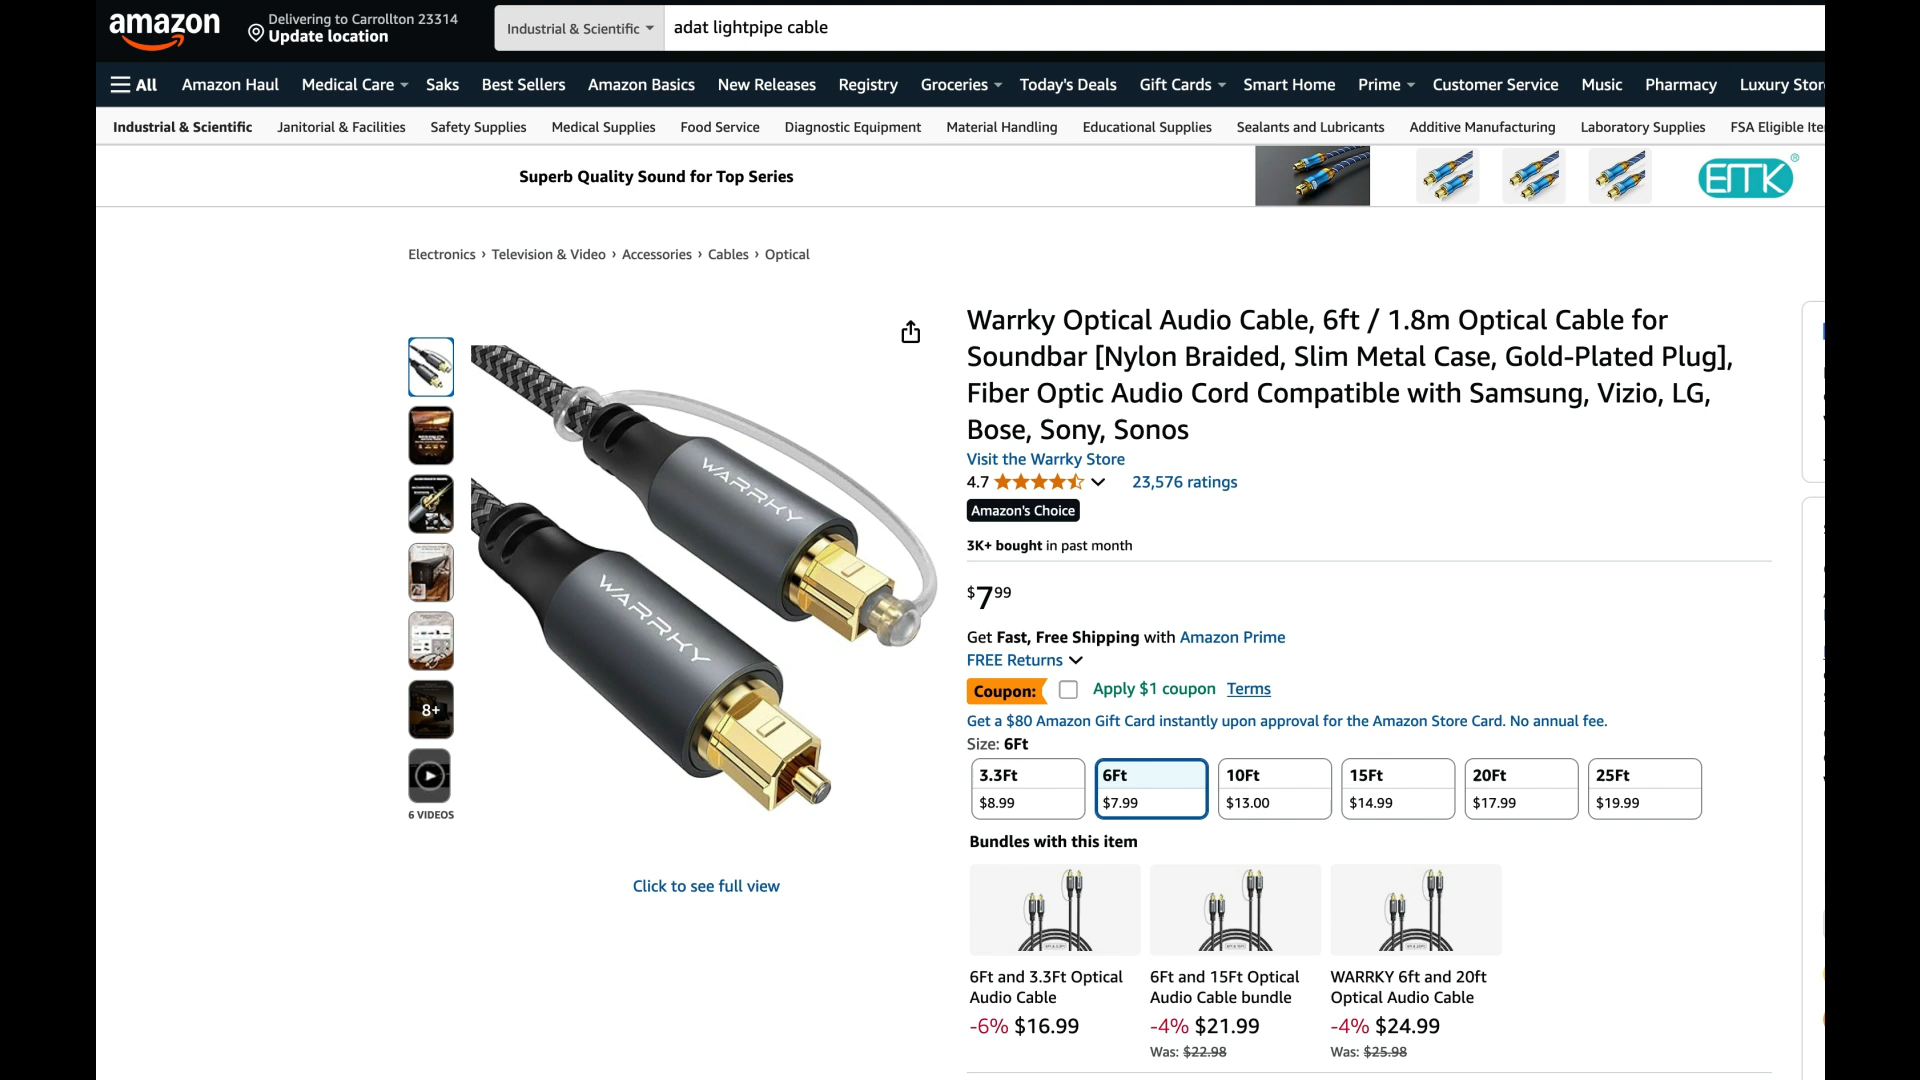 amazon
Delivering to Carrollton 23314
Update location
Industrial & Scientific
adat lightpipe cable
All
Amazon Haul
Medical Care
Saks
Best Sellers
Amazon Basics
New Releases
Registry
Groceries
Today's Deals
Gift Cards
Smart Home
Prime
Customer Service
Music
Pharmacy
Luxury Stor
Industrial & Scientific
Janitorial & Facilities
Safety Supplies
Medical Supplies
Food Service
Diagnostic Equipment
Material Handling
Educational Supplies
Sealants and Lubricants
Additive Manufacturing
Laboratory Supplies
FSA Eligible Ite
Superb Quality Sound for Top Series
EMK®
Electronics › Television & Video › Accessories › Cables › Optical
Warrky Optical Audio Cable, 6ft / 1.8m Optical Cable for
Soundbar [Nylon Braided, Slim Metal Case, Gold-Plated Plug],
Fiber Optic Audio Cord Compatible with Samsung, Vizio, LG,
Bose, Sony, Sonos
Visit the Warrky Store
4.7
23,576 ratings
Amazon's Choice
3K+ bought in past month
$7.99
Get Fast, Free Shipping with Amazon Prime
FREE Returns
Coupon:
Apply $1 coupon
Terms
Get a $80 Amazon Gift Card instantly upon approval for the Amazon Store Card. No annual fee.
Size: 6Ft
3.3Ft
$8.99
6Ft
$7.99
10Ft
$13.00
15Ft
$14.99
20Ft
$17.99
25Ft
$19.99
Bundles with this item
6Ft and 3.3Ft Optical
Audio Cable
-6% $16.99
6Ft and 15Ft Optical
Audio Cable bundle
-4% $21.99
Was: $22.98
WARRKY 6ft and 20ft
Optical Audio Cable
-4% $24.99
Was: $25.98
WARRKY
WARRKY
8+
6 VIDEOS
Click to see full view